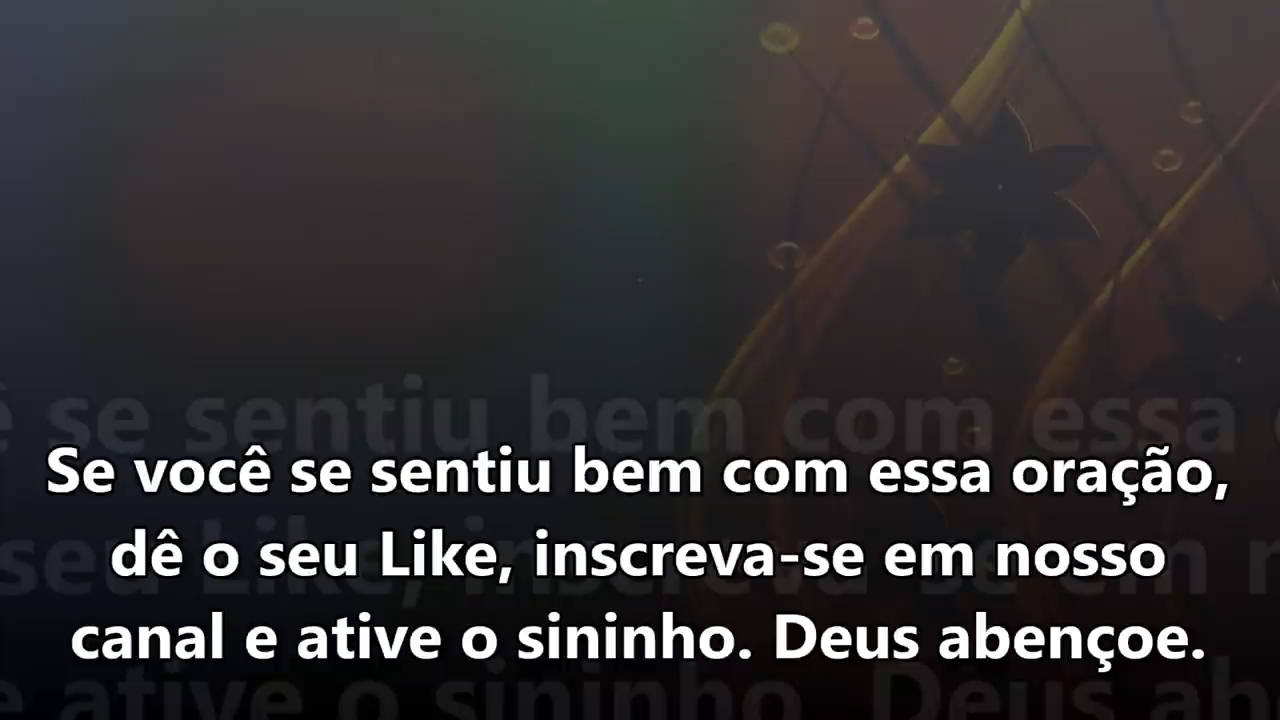 Se você se sentiu bem com essa oração,
dê o seu Like, inscreva-se em nosso
canal e ative o sininho. Deus abençoe.